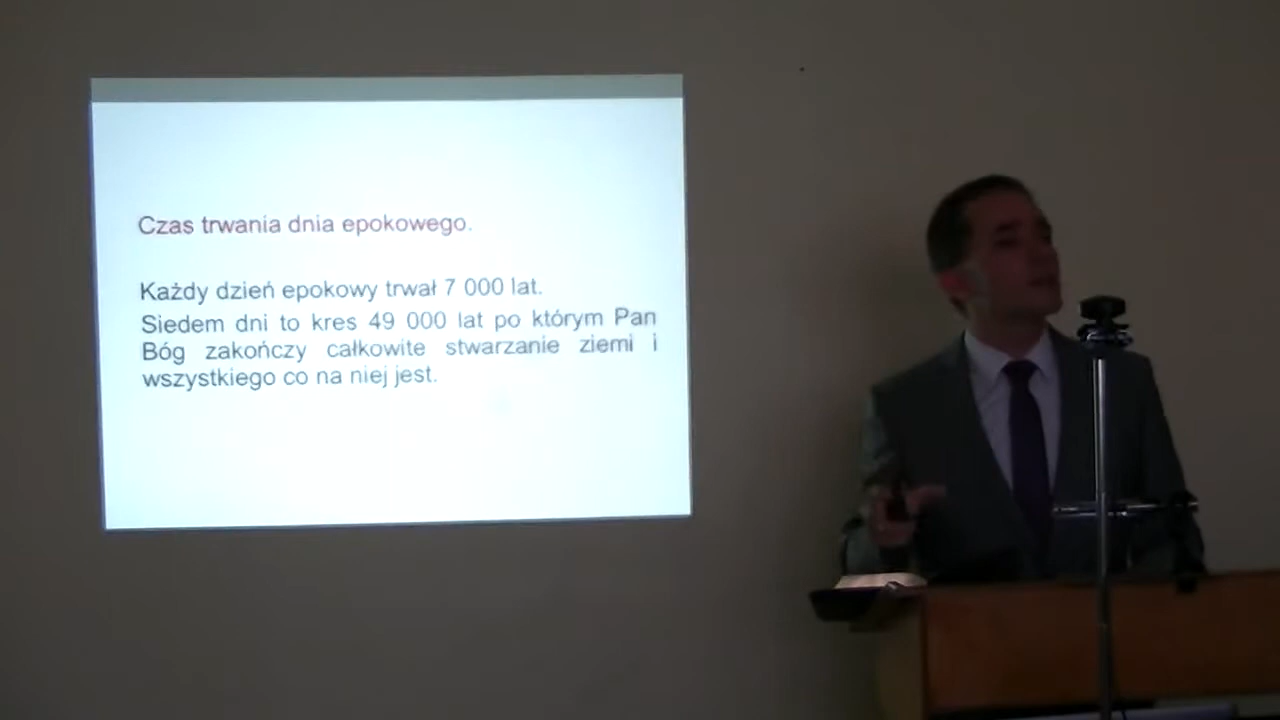 Czas trwania dnia epokowego.
Każdy dzień epokowy trwał 7 000 lat.
Siedem dni to kres 49 000 lat po którym Pan
Bóg zakończy całkowite stwarzanie ziemi i
wszystkiego co na niej jest.